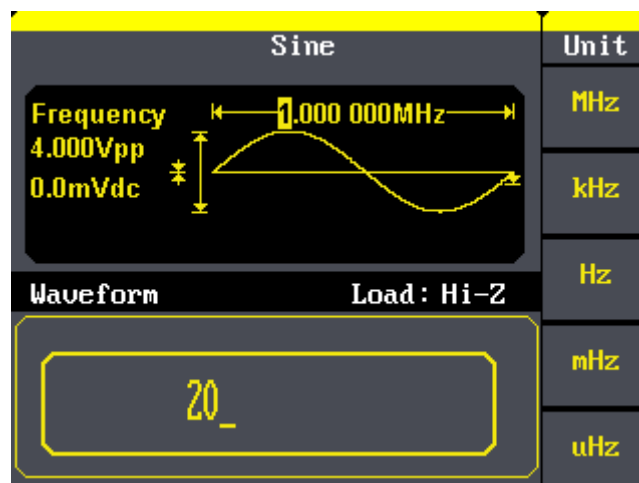 Sine
Unit
Frequency
1.000 000MHz
4.000Vpp
0.0mVdc
Waveform
Load: Hi-Z
20_
MHz
kHz
Hz
mHz
uHz